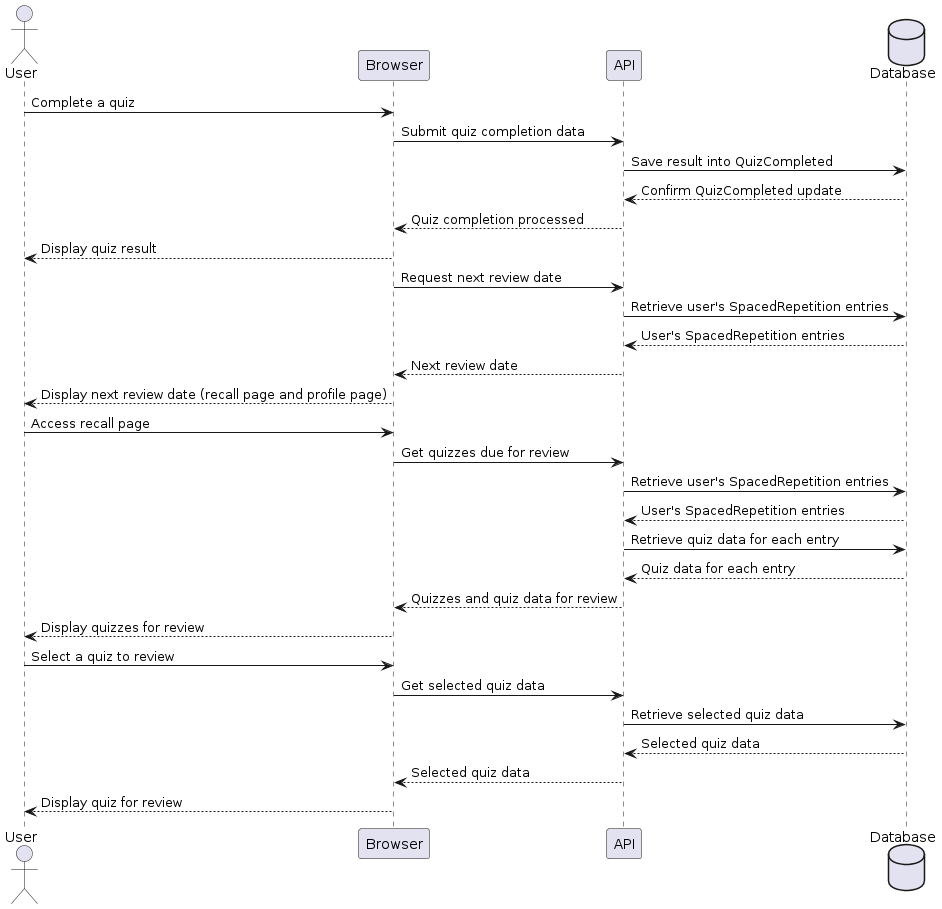 User
Browser
API
Database
Complete a quiz
Submit quiz completion data
Save result into QuizCompleted
Confirm QuizCompleted update
Quiz completion processed
Display quiz result
Request next review date
Retrieve user's SpacedRepetition entries
User's SpacedRepetition entries
Next review date
Display next review date (recall page and profile page)
Access recall page
Get quizzes due for review
Retrieve user's SpacedRepetition entries
User's SpacedRepetition entries
Retrieve quiz data for each entry
Quiz data for each entry
Quizzes and quiz data for review
Display quizzes for review
Select a quiz to review
Get selected quiz data
Retrieve selected quiz data
Selected quiz data
Selected quiz data
Display quiz for review
User
Browser
API
Database